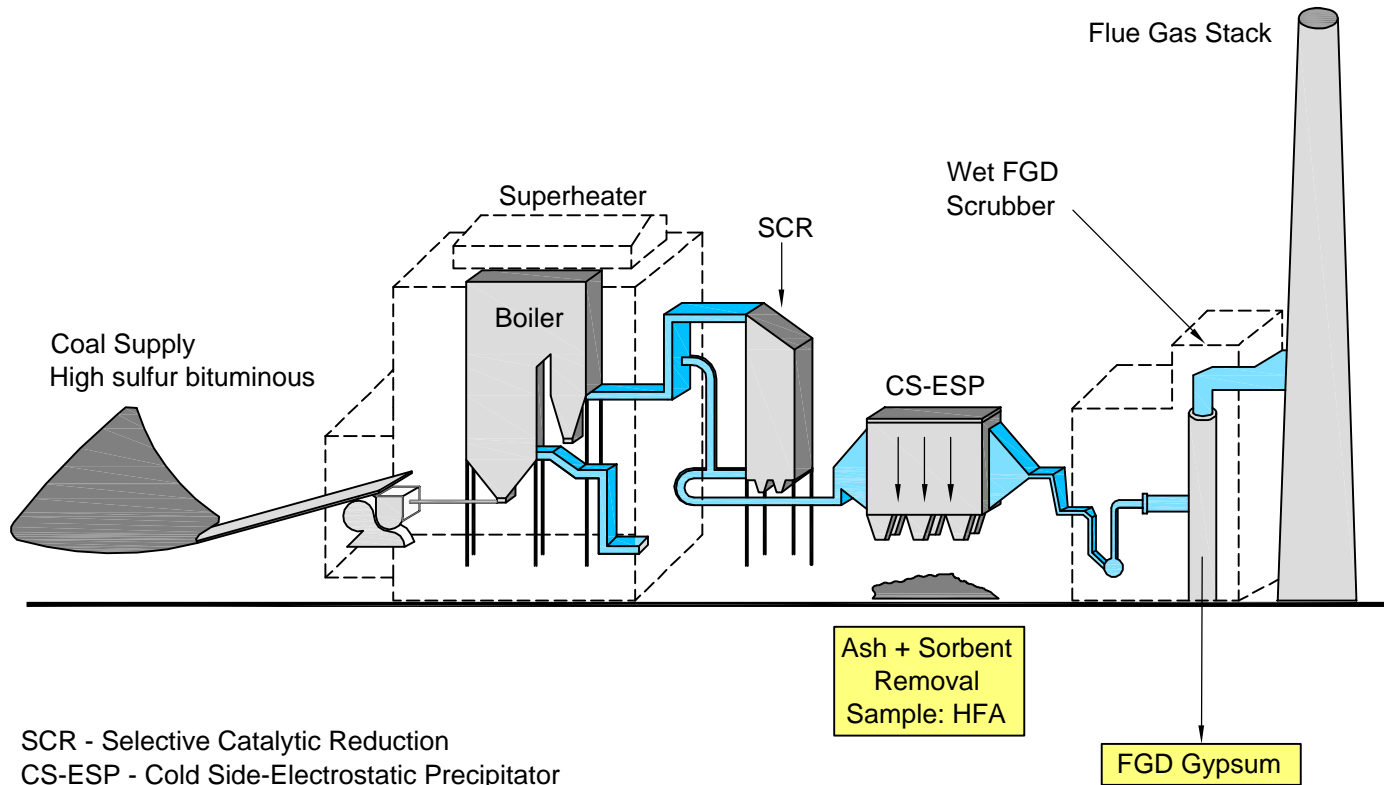 Flue Gas Stack
Wet FGD
Scrubber
Superheater
SCR
Boiler
Coal Supply
High sulfur bituminous
CS-ESP
Ash + Sorbent
Removal
Sample: HFA
SCR - Selective Catalytic Reduction
CS-ESP - Cold Side-Electrostatic Precipitator
FGD Gypsum